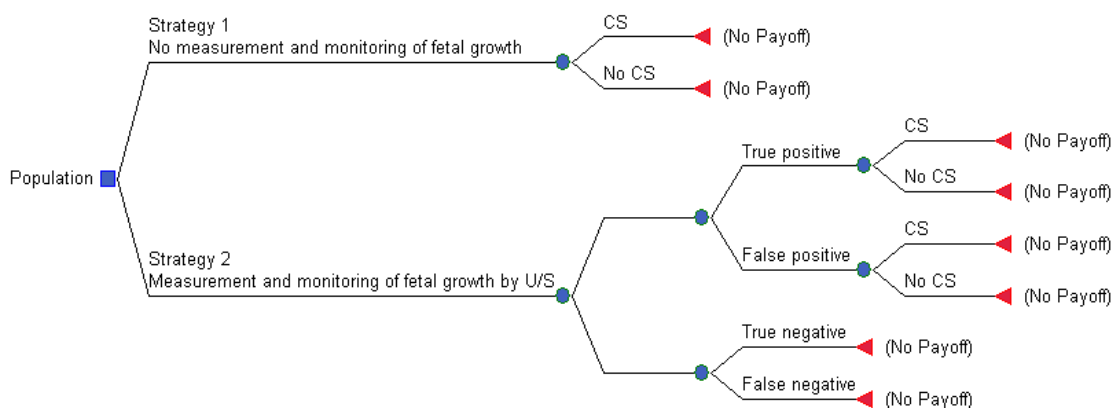 Strategy 1
No measurement and monitoring of fetal growth
CS
(No Payoff)
No CS
(No Payoff)
Population
Strategy 2
Measurement and monitoring of fetal growth by U/S
True positive
CS
(No Payoff)
No CS
(No Payoff)
False positive
CS
(No Payoff)
No CS
(No Payoff)
True negative
(No Payoff)
False negative
(No Payoff)